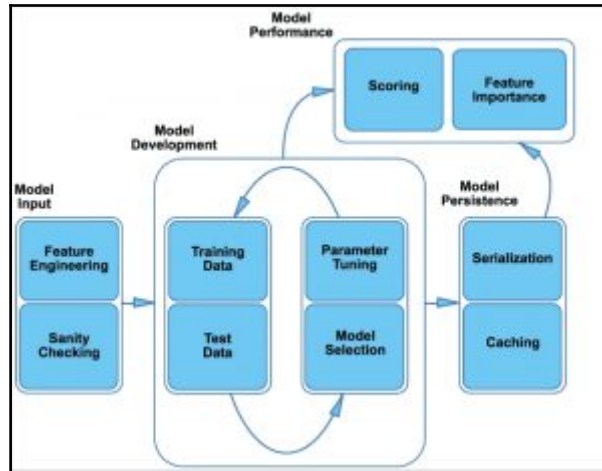 Model
Performance
Scoring
Feature
Importance
Model
Development
Model
Input
Feature
Engineering
Sanity
Checking
Training
Data
Test
Data
Parameter
Tuning
Model
Selection
Model
Persistence
Serialization
Caching